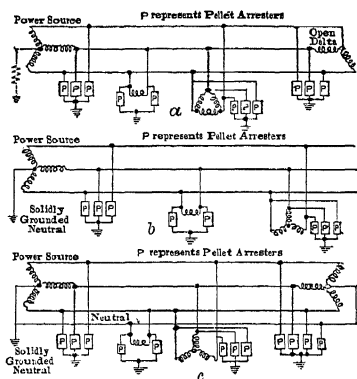 P represents Pellet Arresters
Power Source
Open
Delta
P P P
P P
P P P
P P P
a
P represents Pellet Arresters
Power Source
P P P
P P
P P P
Solidly
Grounded
Neutral
b
P represents Pellet Arresters
Power Source
Neutral
P P P
P P
P P P P
P P P P
Solidly
Grounded
Neutral
c